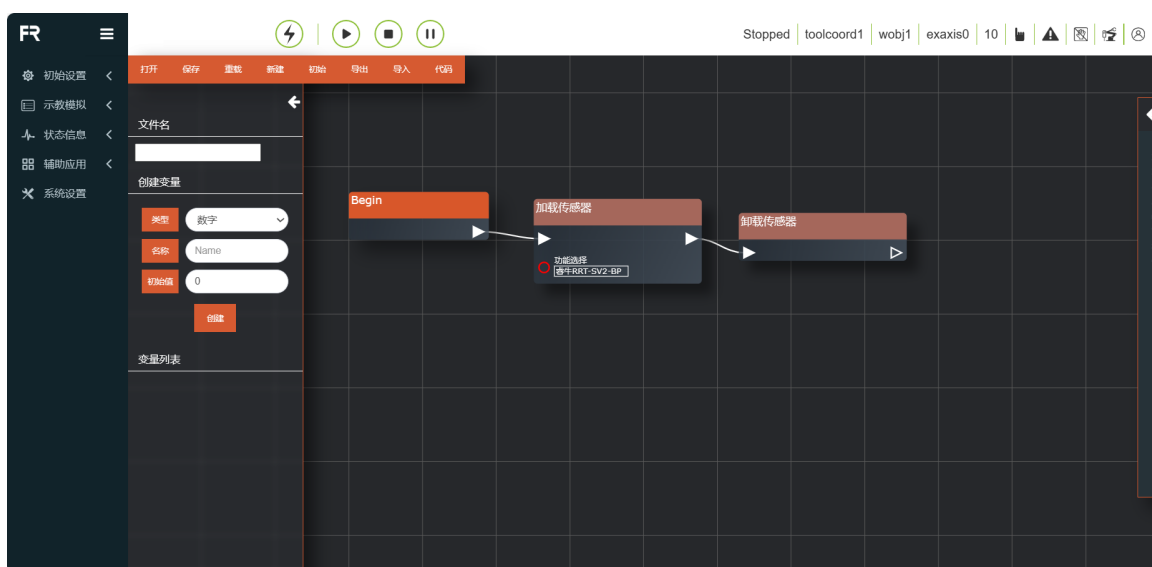 FR
Stopped toolcoord1 wobj1 exaxis0 10
初始设置
示教模拟
状态信息
辅助应用
系统设置
打开 保存 重载 新建 初始 导出 导入 代码
文件名
创建变量
类型 数字
名称 Name
初始值 0
创建
变量列表
Begin
加载传感器
功能选择
睿牛RRT-SV2-BP
卸载传感器